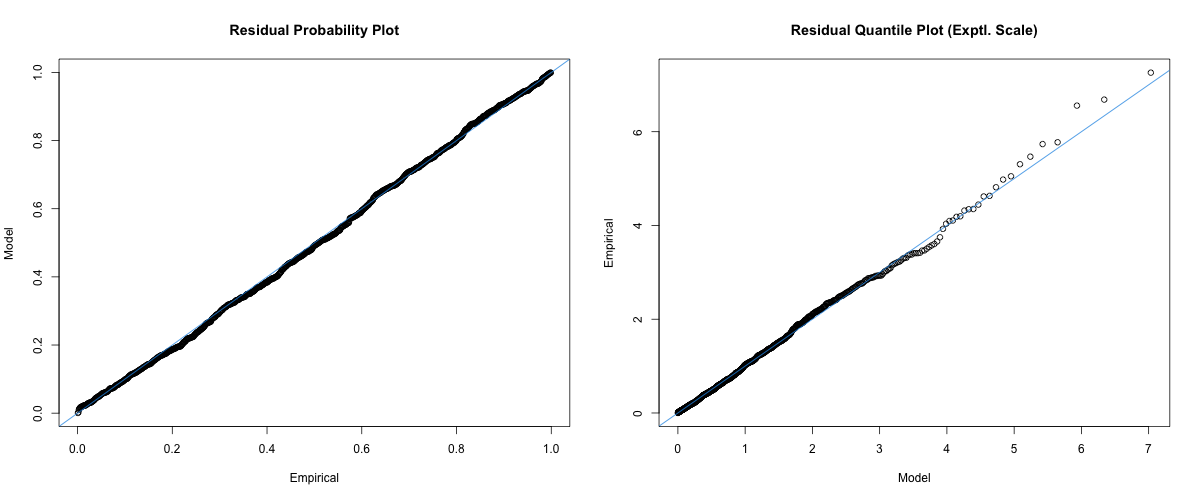 Residual Probability Plot
Model
0.0 0.2 0.4 0.6 0.8 1.0
0.0 0.2 0.4 0.6 0.8 1.0
Empirical
Residual Quantile Plot (Exptl. Scale)
Empirical
0 2 4 6
0 1 2 3 4 5 6 7
Model